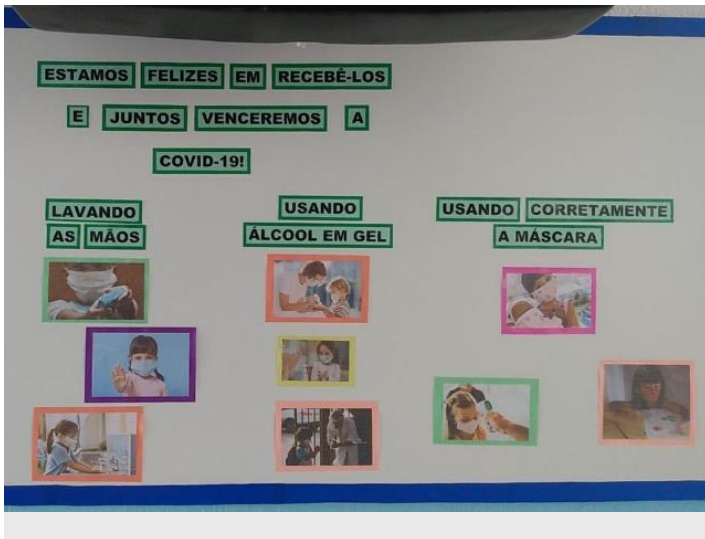 ESTAMOS FELIZES EM RECEBÊ-LOS
E JUNTOS VENCEREMOS A
COVID-19!
LAVANDO
AS MÃOS
USANDO
ÁLCOOL EM GEL
USANDO CORRETAMENTE
A MÁSCARA